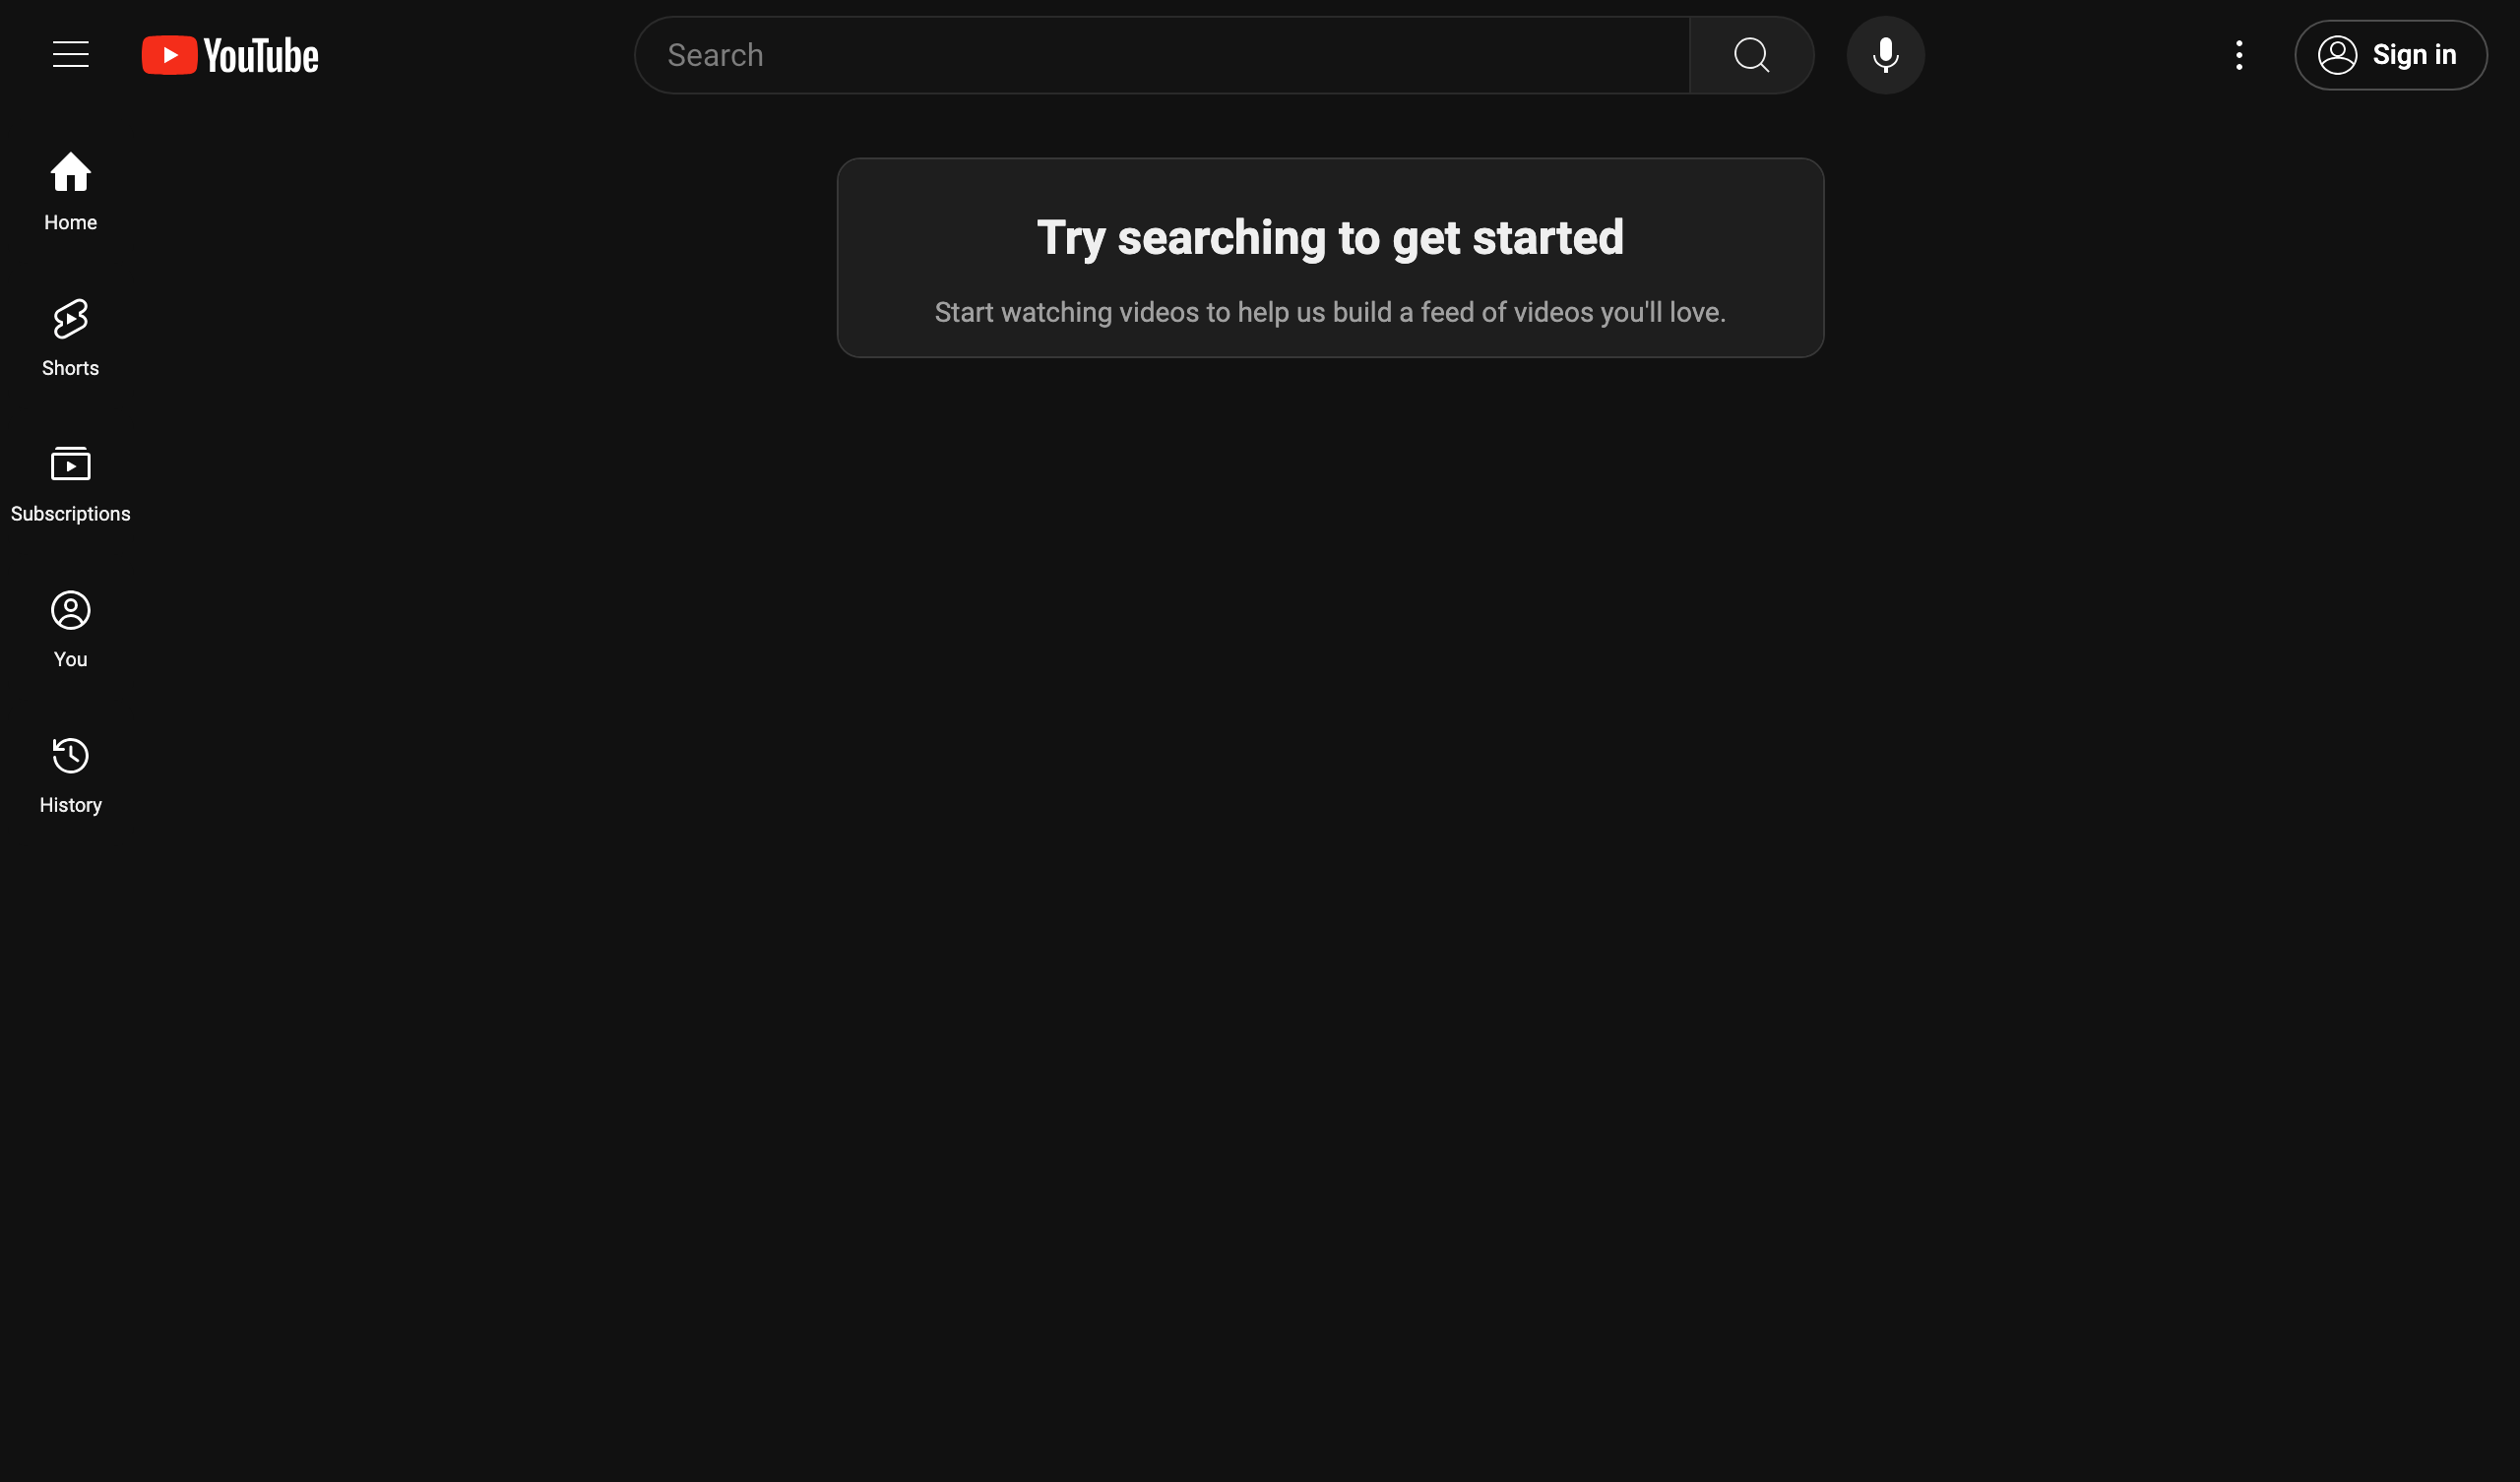 YouTube
Search
Sign in
Home
Shorts
Subscriptions
You
History
Try searching to get started
Start watching videos to help us build a feed of videos you'll love.